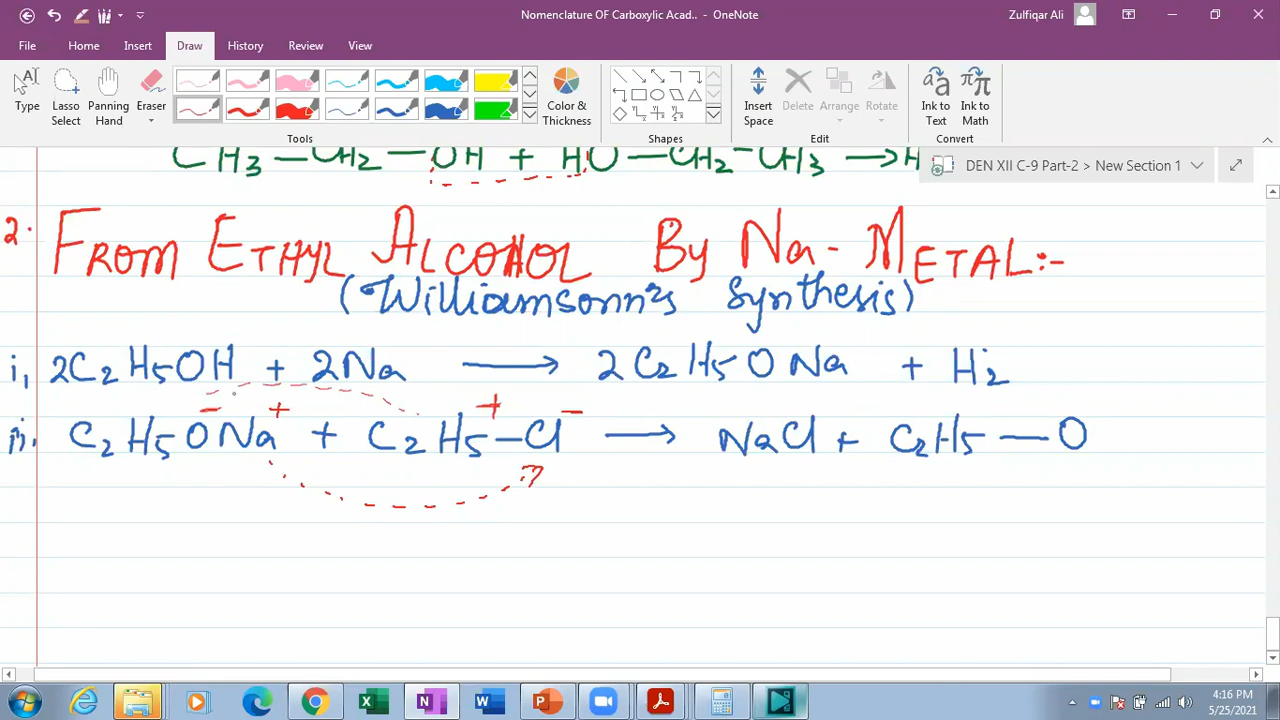 Nomenclature OF Carboxylic Acad.. - OneNote
Zulfiqar Ali
File Home Insert Draw History Review View
Type
Lasso Select
Panning Hand
Eraser
Color & Thickness
Insert Space
Delete
Arrange
Rotate
Ink to Text
Ink to Math
Tools
Shapes
Edit
Convert
CH3 — CH2 — OH + HO — CH2 — CH3 → H
DEN XII C-9 Part-2 > New Section 1
2. FROM ETHYL ALCOHOL BY Na - METAL :-
(Williamsonn's Synthesis)
i, 2C2H5OH + 2Na → 2C2H5ONa + H2
− + + −
ii. C2H5ONa + C2H5–Cl → NaCl + C2H5 — O
4:16 PM
5/25/2021